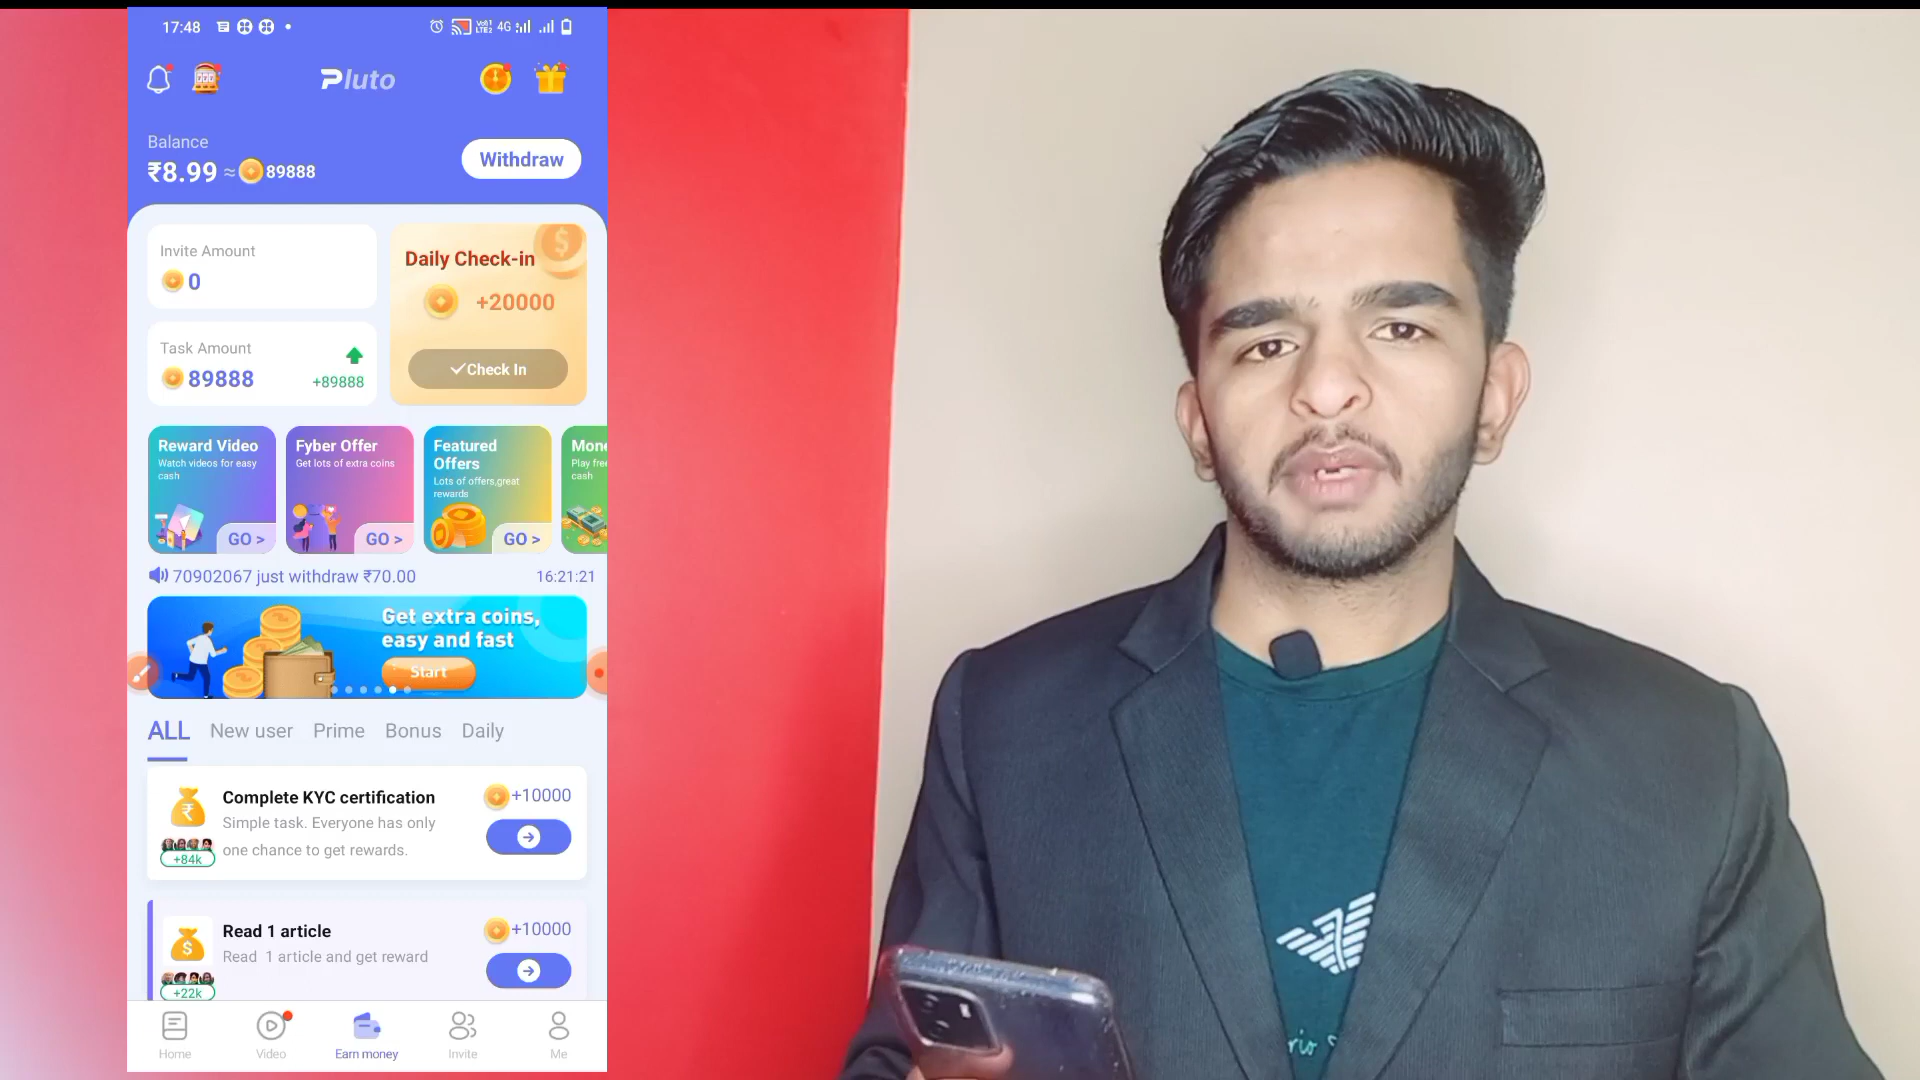 17:48
4G
Pluto
Balance
₹8.99 ≈ 89888
Withdraw
Invite Amount
0
Daily Check-in
+20000
Check In
Task Amount
89888
+89888
Reward Video
Watch videos for easy
cash
GO >
Fyber Offer
Get lots of extra coins
GO >
Featured
Offers
Lots of offers,great
rewards
GO >
Mone
Play free
cash
70902067 just withdraw ₹70.00
16:21:21
Get extra coins,
easy and fast
Start
ALL New user Prime Bonus Daily
Complete KYC certification
+10000
Simple task. Everyone has only
one chance to get rewards.
+84k
Read 1 article
+10000
Read 1 article and get reward
+22k
Home Video Earn money Invite Me